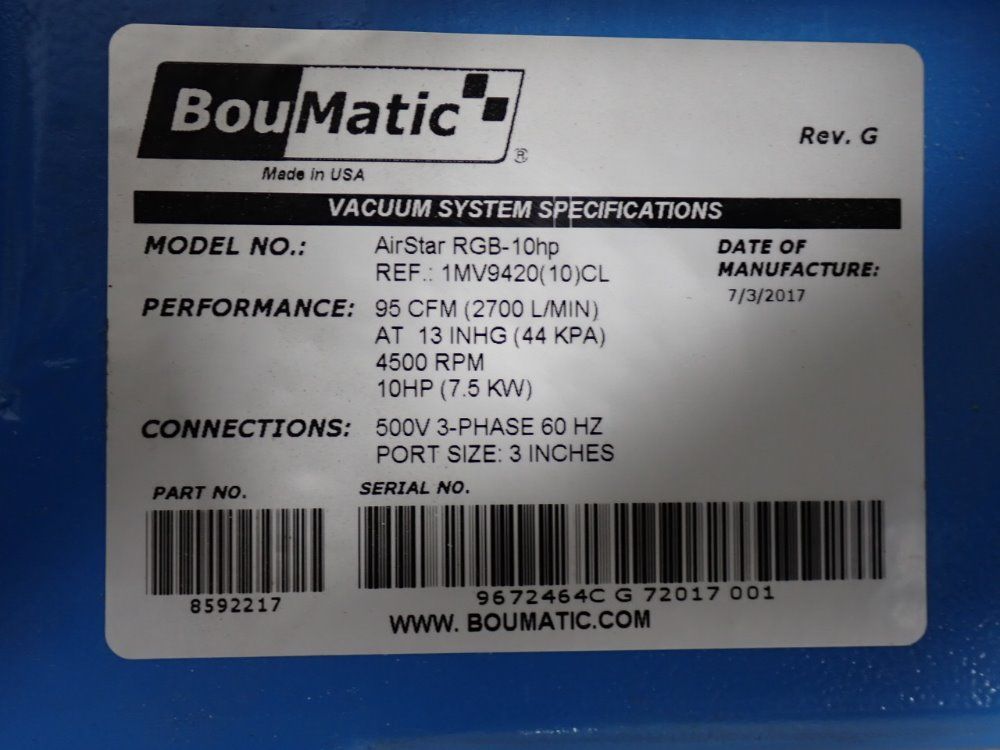 BouMatic
®
Made in USA
Rev. G
VACUUM SYSTEM SPECIFICATIONS
MODEL NO.: AirStar RGB-10hp
REF.: 1MV9420(10)CL
DATE OF
MANUFACTURE:
7/3/2017
PERFORMANCE: 95 CFM (2700 L/MIN)
AT 13 INHG (44 KPA)
4500 RPM
10HP (7.5 KW)
CONNECTIONS: 500V 3-PHASE 60 HZ
PORT SIZE: 3 INCHES
PART NO.
8592217
SERIAL NO.
9672464C G 72017 001
WWW. BOUMATIC.COM